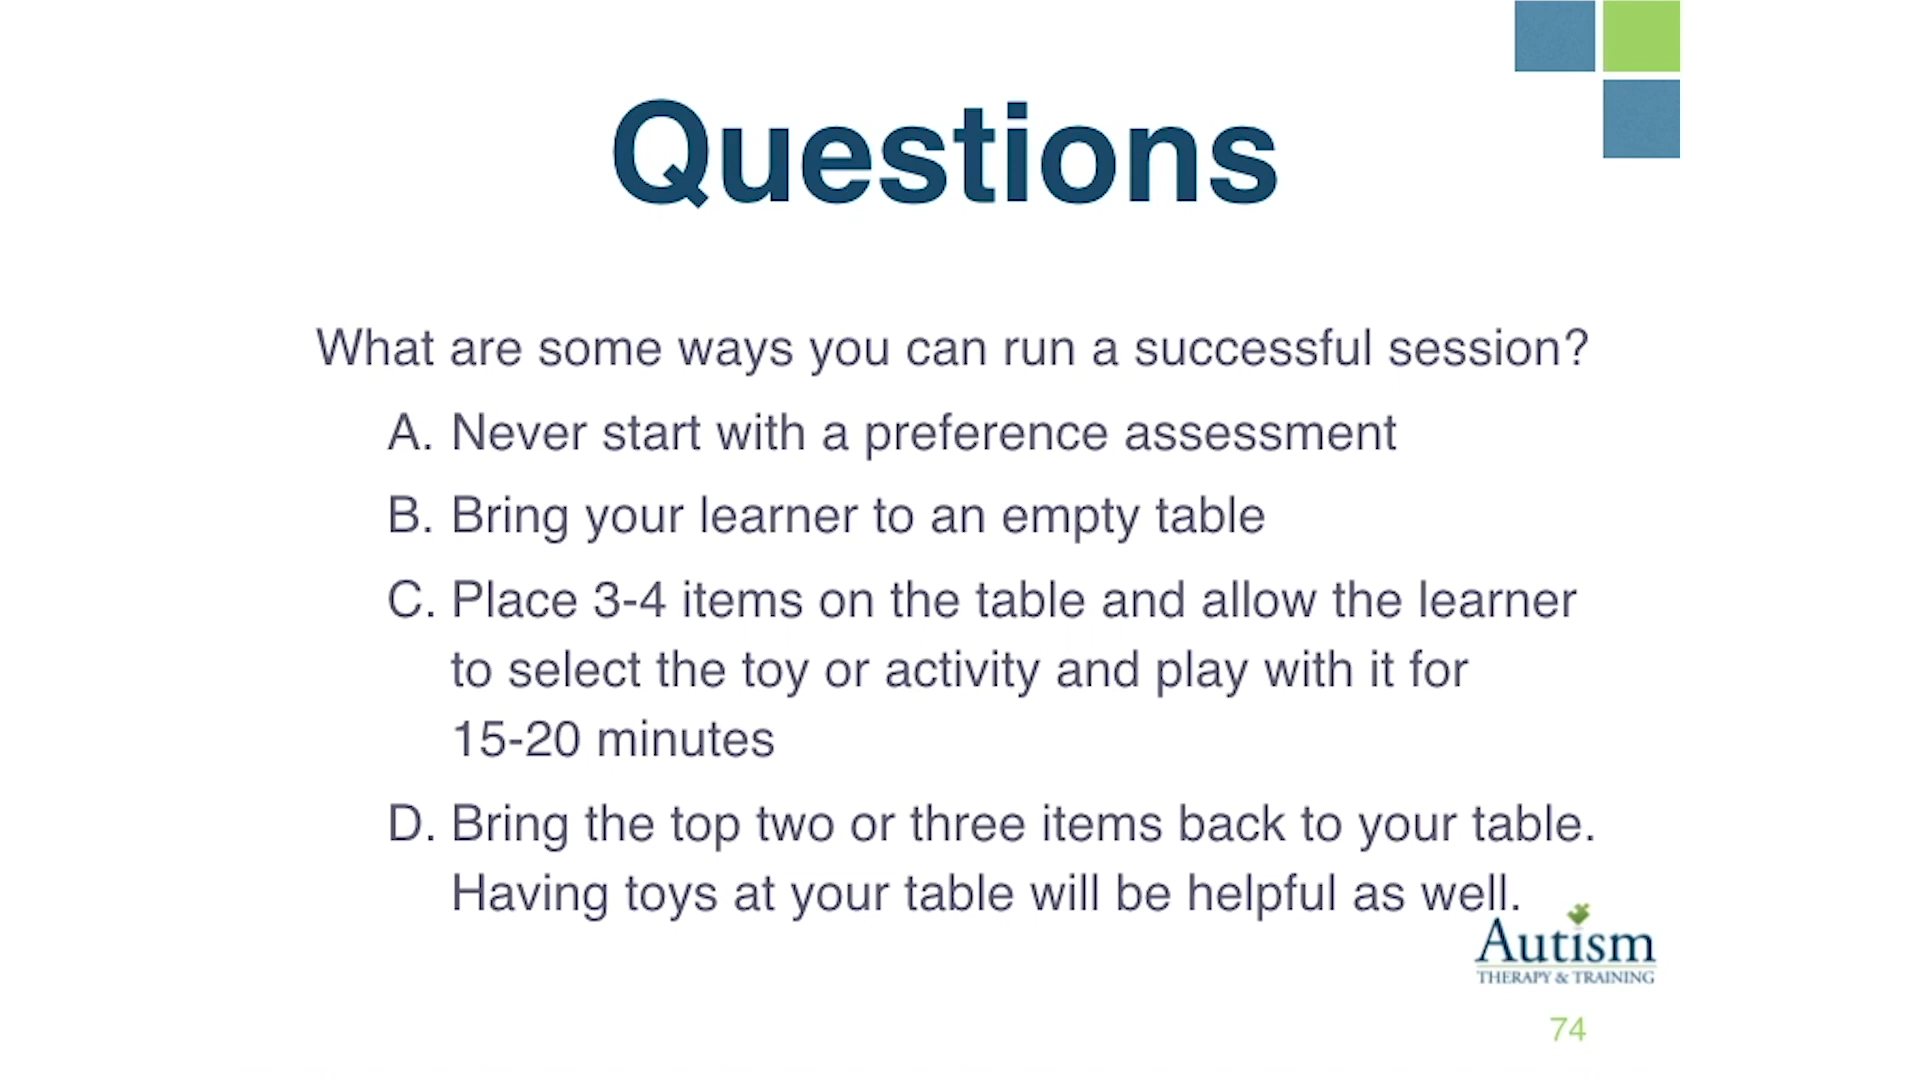 Questions
What are some ways you can run a successful session?
A. Never start with a preference assessment
B. Bring your learner to an empty table
C. Place 3-4 items on the table and allow the learner
to select the toy or activity and play with it for
15-20 minutes
D. Bring the top two or three items back to your table.
Having toys at your table will be helpful as well.
Autism
THERAPY & TRAINING
74